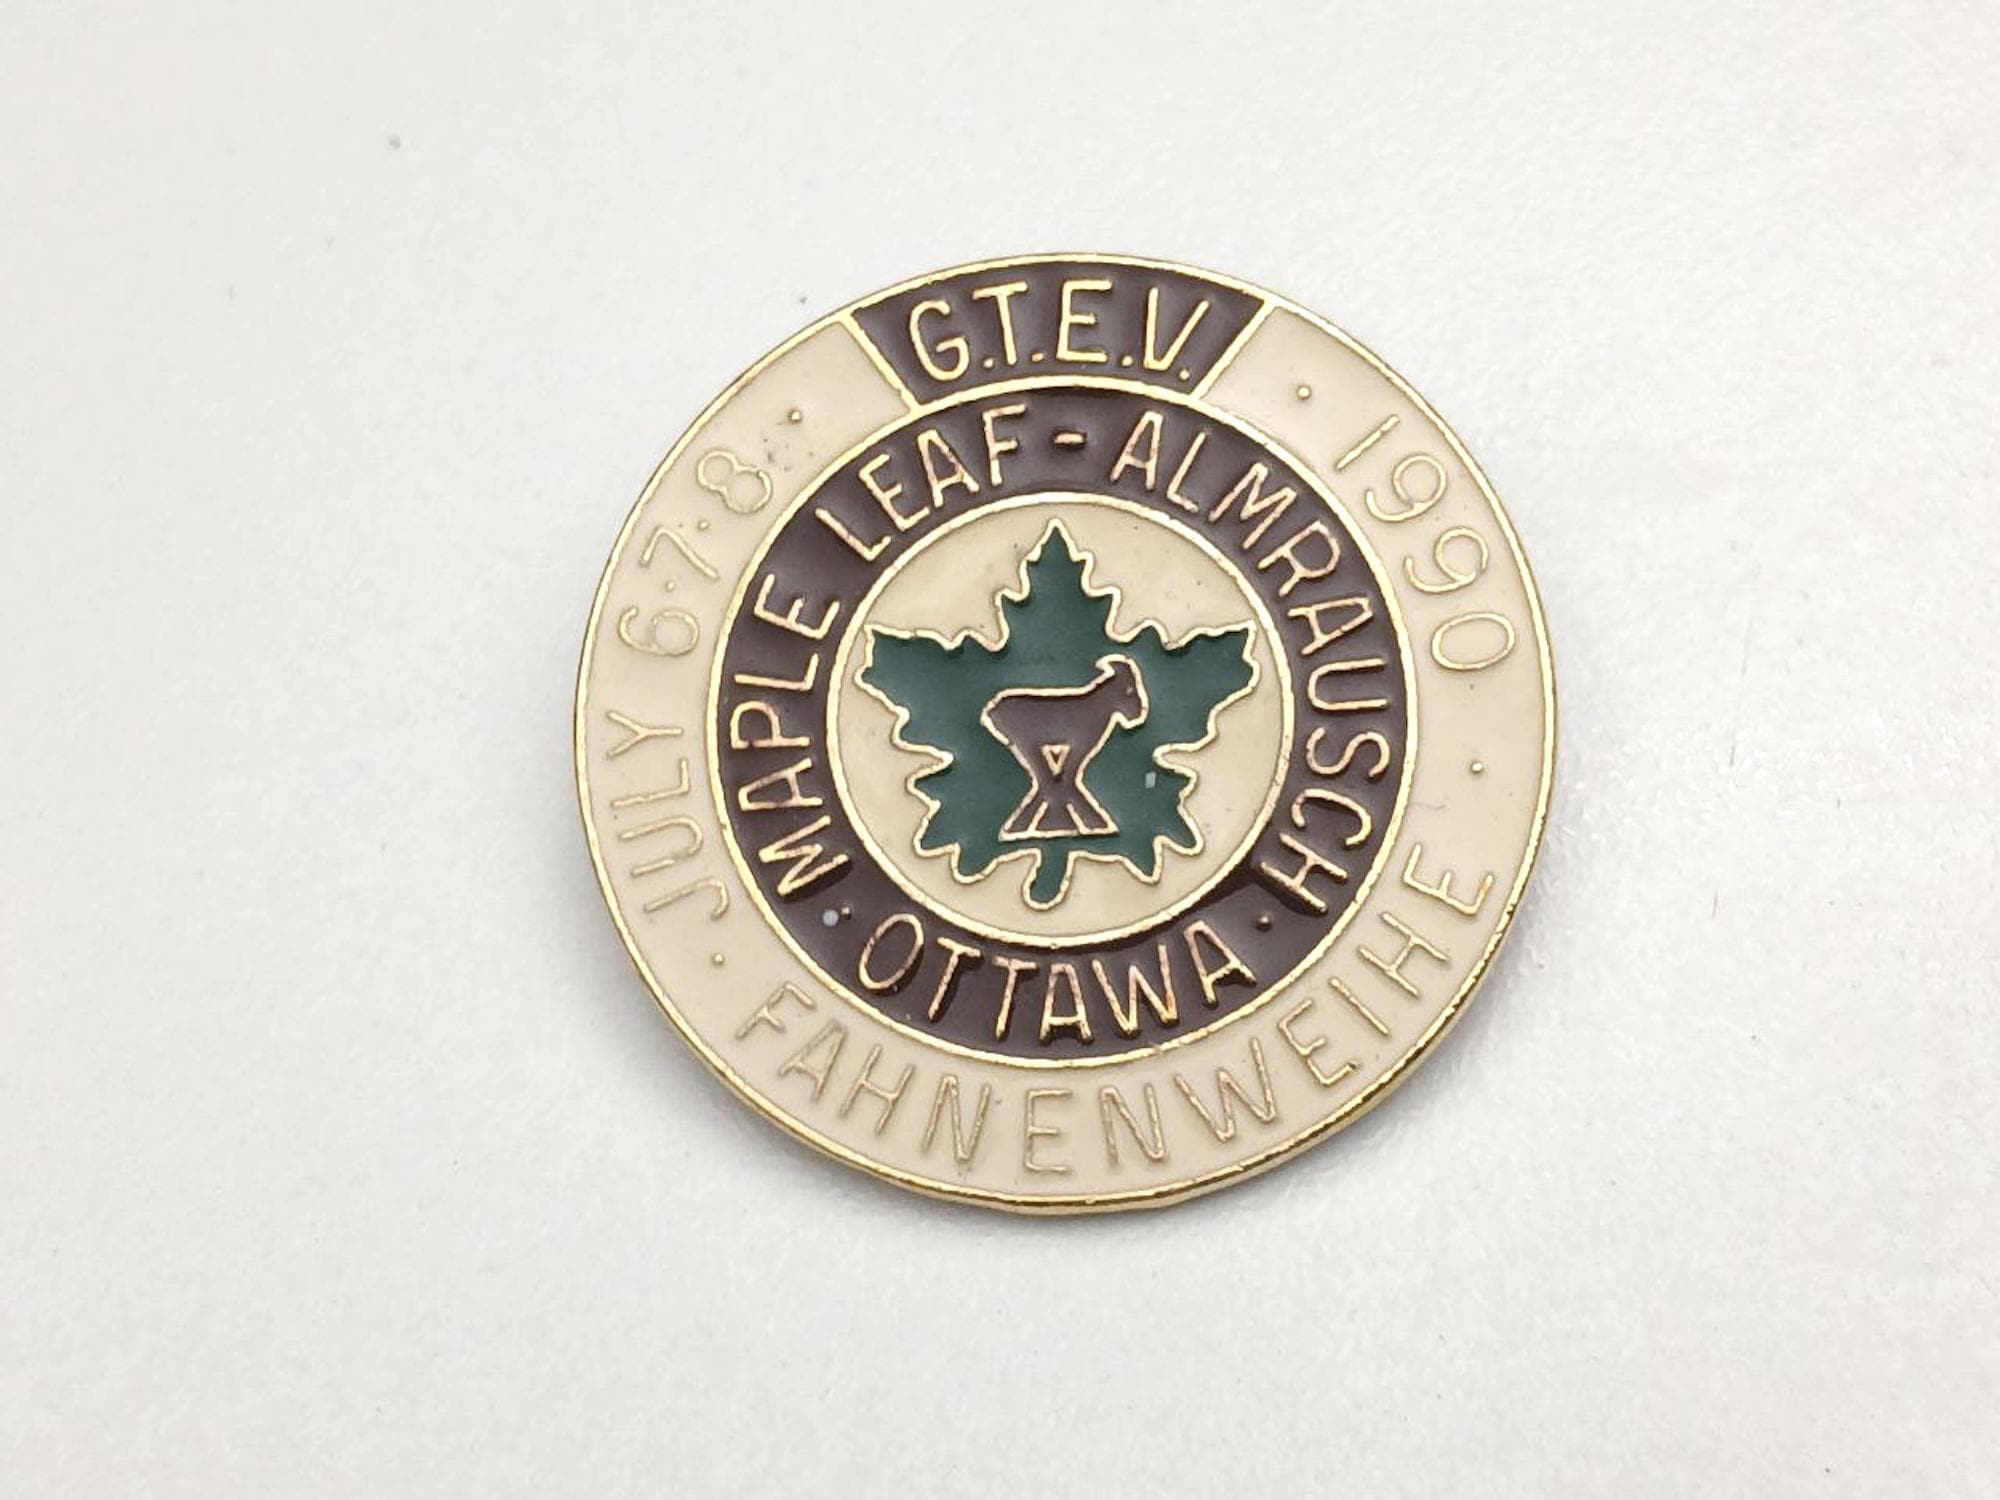 G.T.E.V.
JULY 6·7·8 · · 1990 ·
MAPLE LEAF - ALMRAUSCH
· OTTAWA ·
· FAHNENWEIHE